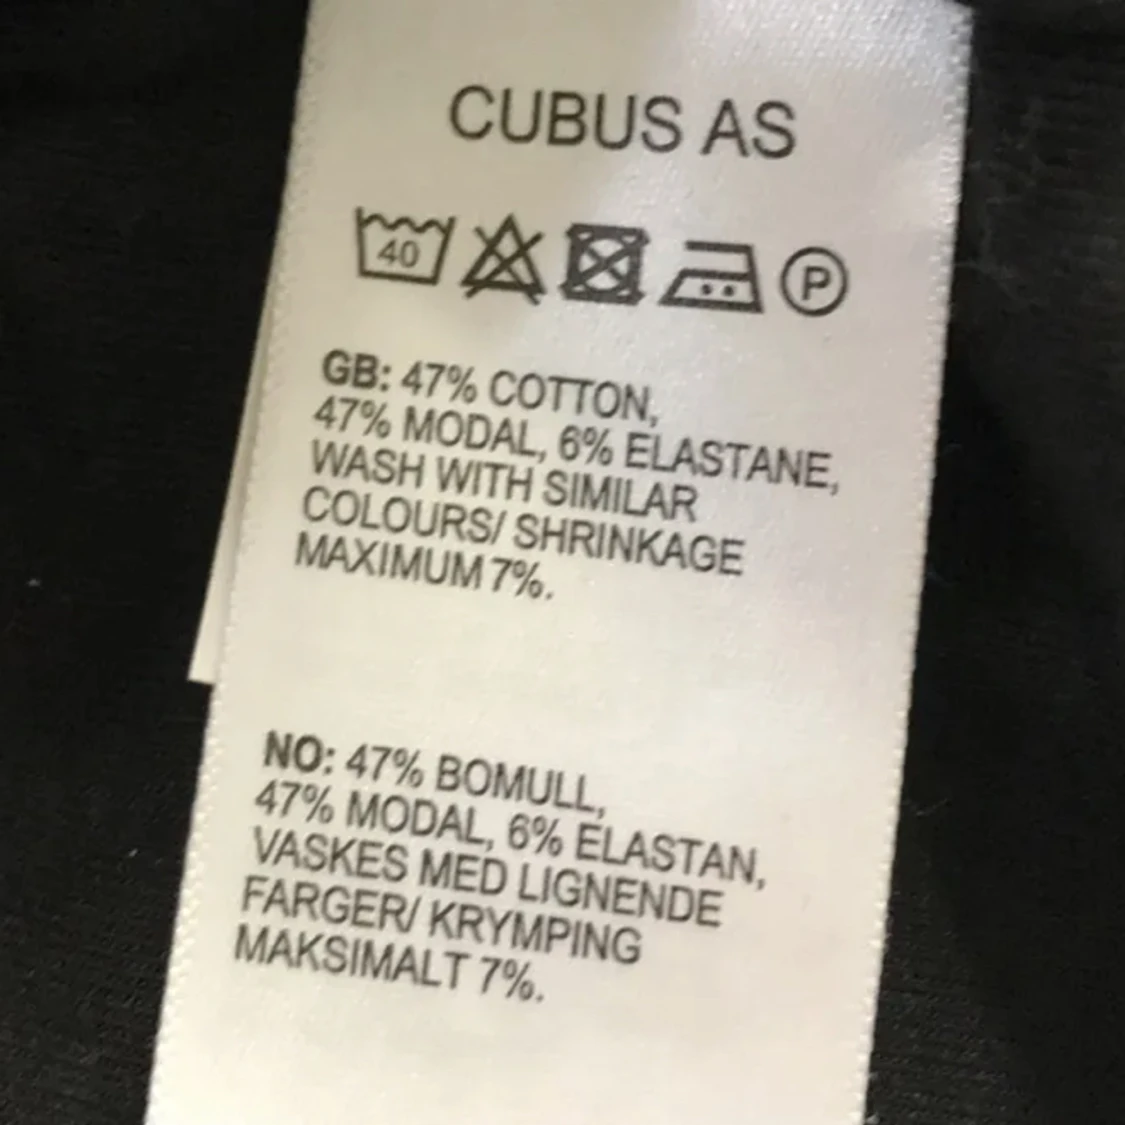 CUBUS AS
40 P
GB: 47% COTTON,
47% MODAL, 6% ELASTANE,
WASH WITH SIMILAR
COLOURS/ SHRINKAGE
MAXIMUM 7%.
NO: 47% BOMULL,
47% MODAL, 6% ELASTAN,
VASKES MED LIGNENDE
FARGER/ KRYMPING
MAKSIMALT 7%.